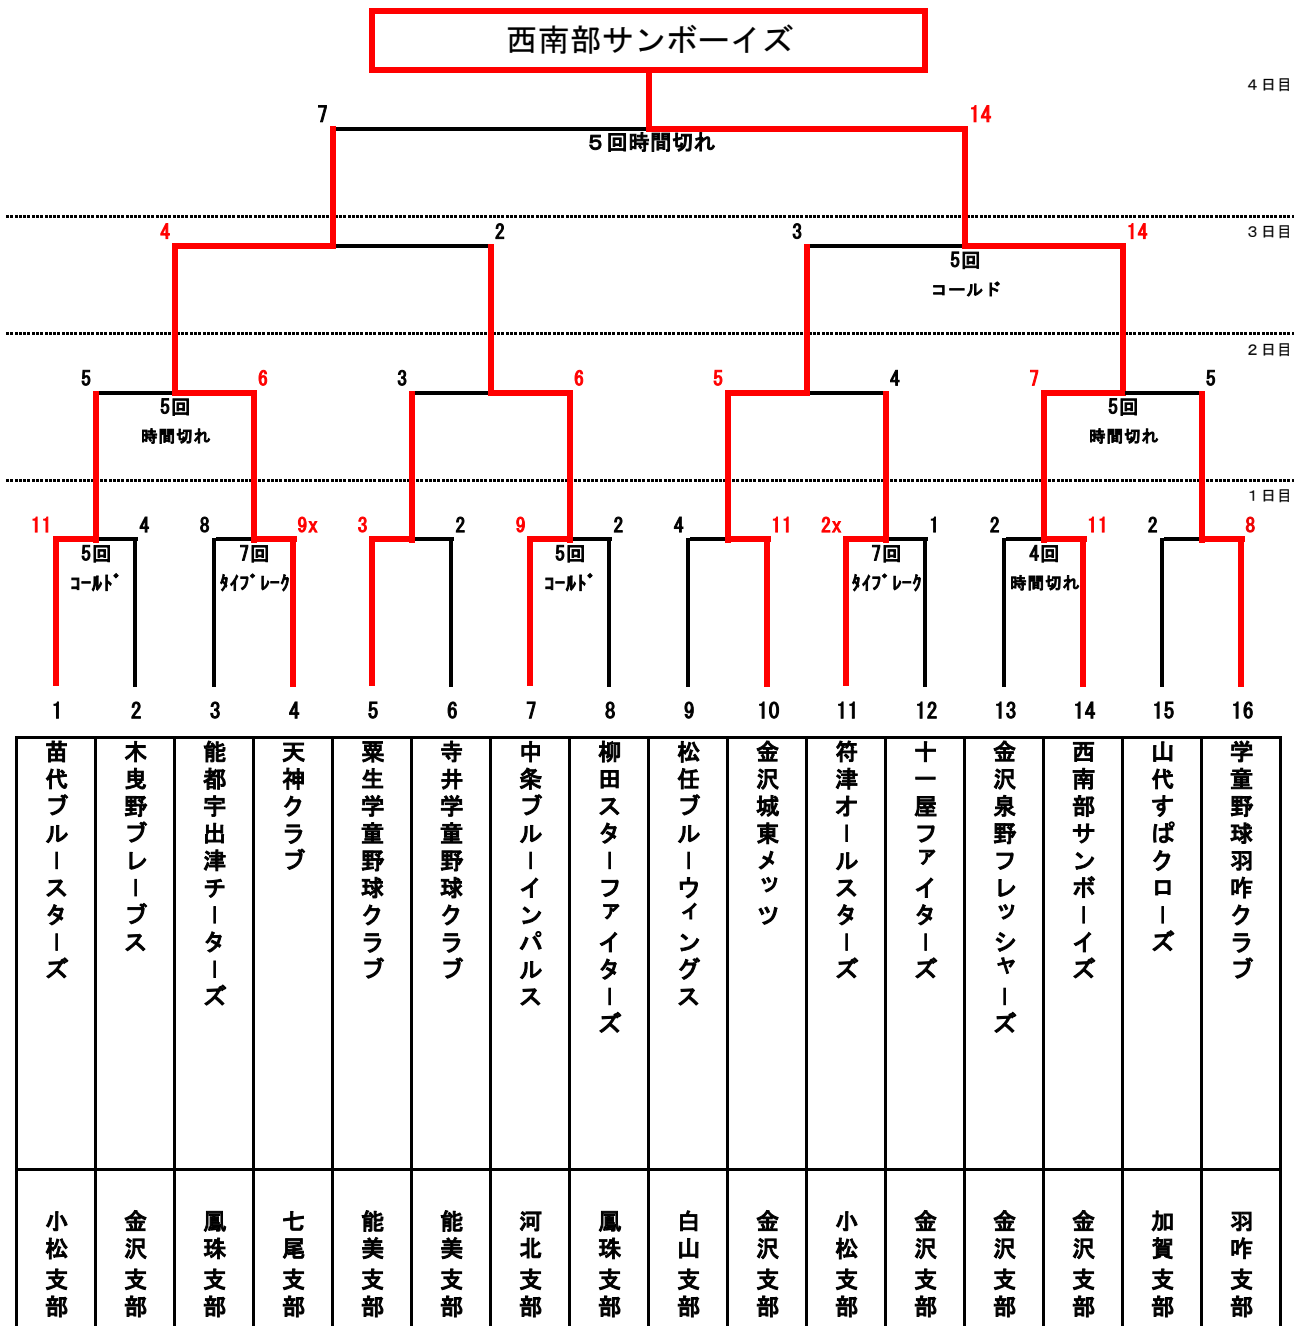 西南部サンボーイズ
4日目
7
14
5回時間切れ
4
2
3
14
3日目
5回
コールド
2日目
5
6
3
6
5
4
7
5
5回
時間切れ
5回
時間切れ
1日目
11
4
8
9x
3
2
9
2
4
11
2x
1
2
11
2
8
5回
コールド
7回
タイブレーク
5回
コールド
7回
タイブレーク
4回
時間切れ
1
2
3
4
5
6
7
8
9
10
11
12
13
14
15
16
苗代ブルースターズ
木曳野ブレーブス
能都宇出津チーターズ
天神クラブ
粟生学童野球クラブ
寺井学童野球クラブ
中条ブルーインパルス
柳田スターファイターズ
松任ブルーウィングス
金沢城東メッツ
符津オールスターズ
十一屋ファイターズ
金沢泉野フレッシャーズ
西南部サンボーイズ
山代すぱクローズ
学童野球羽咋クラブ
小松支部
金沢支部
鳳珠支部
七尾支部
能美支部
能美支部
河北支部
鳳珠支部
白山支部
金沢支部
小松支部
金沢支部
金沢支部
金沢支部
加賀支部
羽咋支部